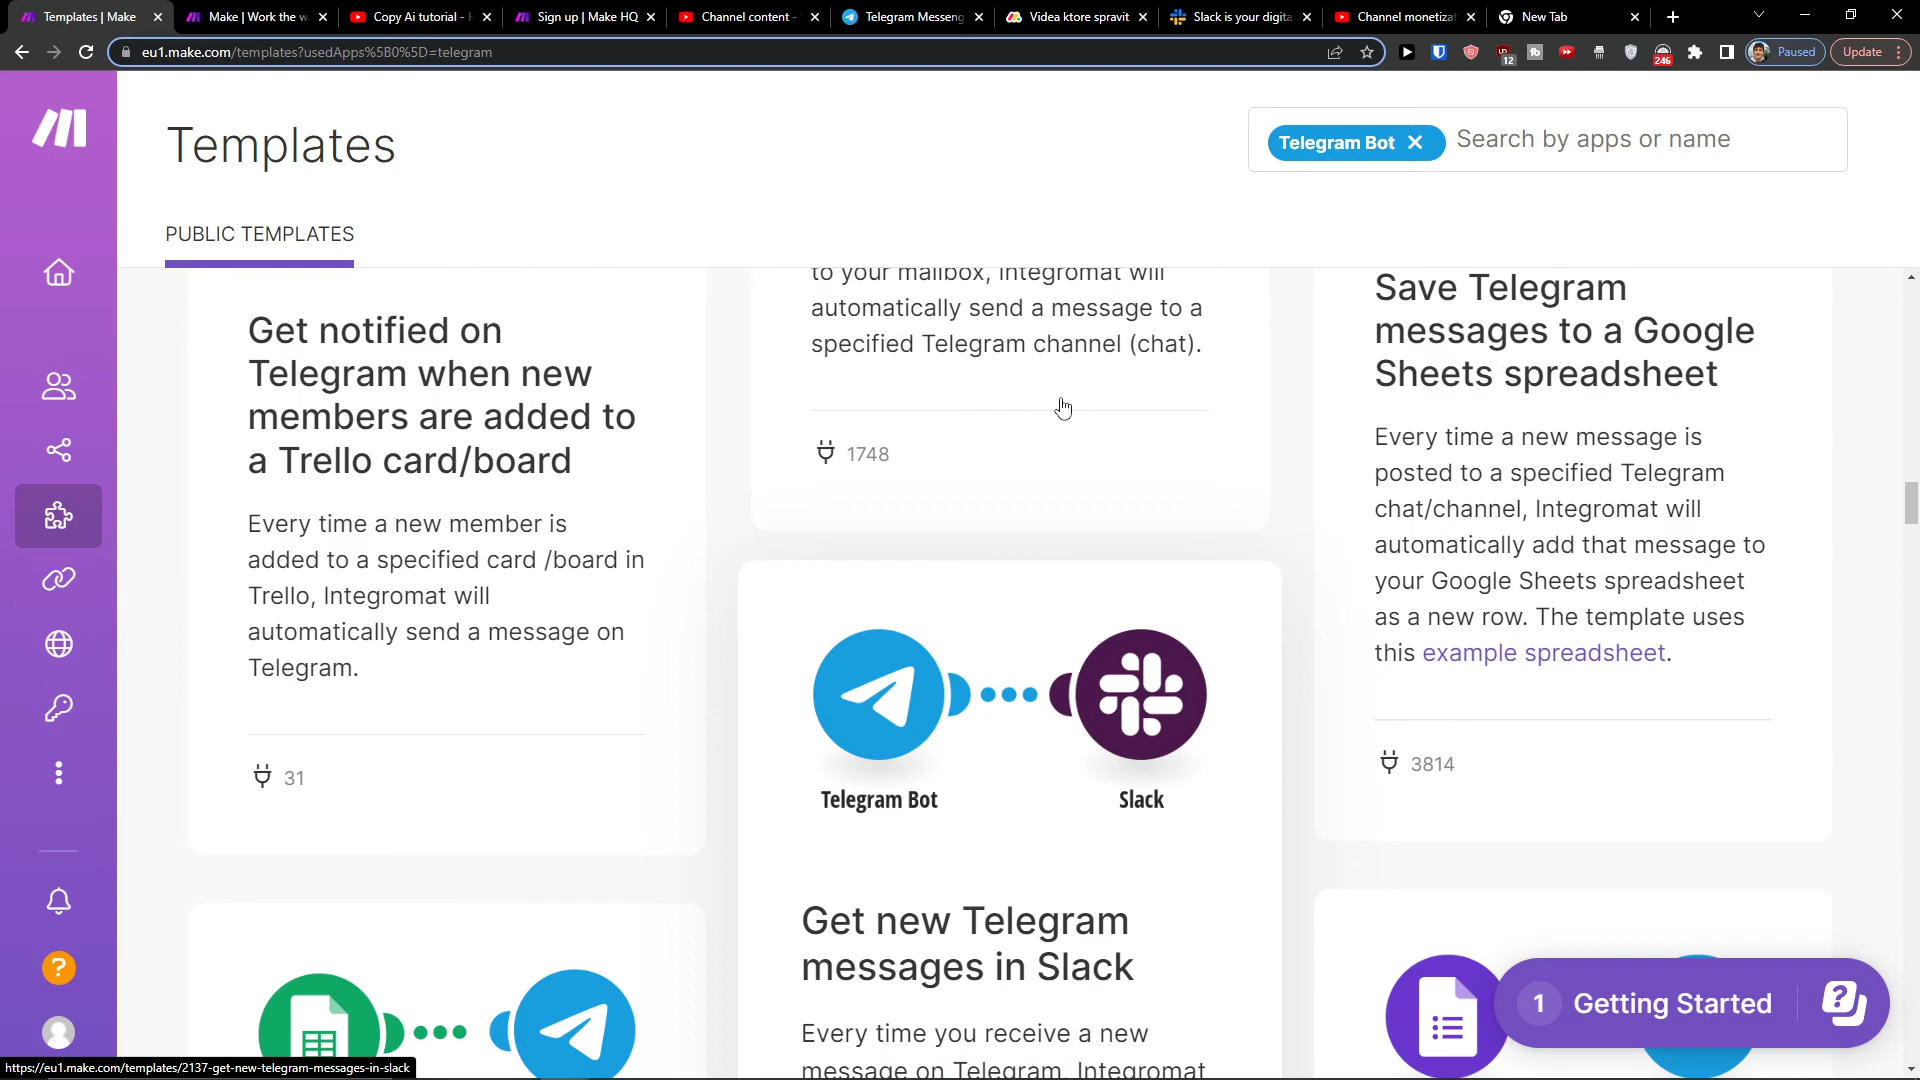 Templates | Make
Make | Work the w
Copy Ai tutorial - H
Sign up | Make HQ
Channel content -
Telegram Messeng
Videa ktore spravit
Slack is your digita
Channel monetizat
New Tab
eu1.make.com/templates?usedApps%5B0%5D=telegram
12
246
Paused
Update
Templates
Telegram Bot
Search by apps or name
PUBLIC TEMPLATES
Get notified on
Telegram when new
members are added to
a Trello card/board
Every time a new member is
added to a specified card /board in
Trello, Integromat will
automatically send a message on
Telegram.
31
to your mailbox, Integromat will
automatically send a message to a
specified Telegram channel (chat).
1748
Telegram Bot
Slack
Get new Telegram
messages in Slack
Every time you receive a new
message on Telegram, Integromat
Save Telegram
messages to a Google
Sheets spreadsheet
Every time a new message is
posted to a specified Telegram
chat/channel, Integromat will
automatically add that message to
your Google Sheets spreadsheet
as a new row. The template uses
this example spreadsheet.
3814
1 Getting Started
https://eu1.make.com/templates/2137-get-new-telegram-messages-in-slack